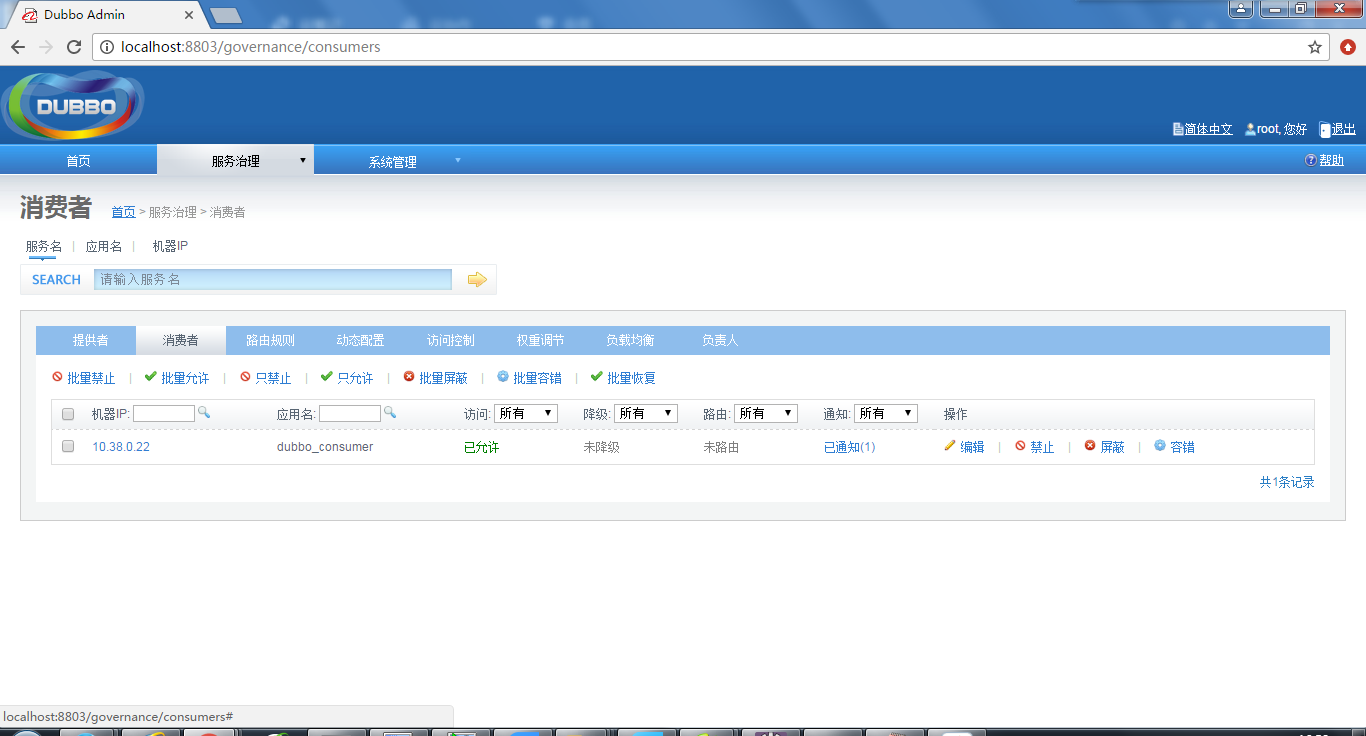 Dubbo Admin
localhost:8803/governance/consumers
DUBBO
简体中文 root, 您好 退出
首页 服务治理 系统管理 帮助
消费者 首页 > 服务治理 > 消费者
服务名 应用名 机器IP
SEARCH 请输入服务名
提供者 消费者 路由规则 动态配置 访问控制 权重调节 负载均衡 负责人
批量禁止 批量允许 只禁止 只允许 批量屏蔽 批量容错 批量恢复
机器IP: 应用名: 访问: 所有 降级: 所有 路由: 所有 通知: 所有 操作
10.38.0.22 dubbo_consumer 已允许 未降级 未路由 已通知(1) 编辑 禁止 屏蔽 容错
共1条记录
localhost:8803/governance/consumers#